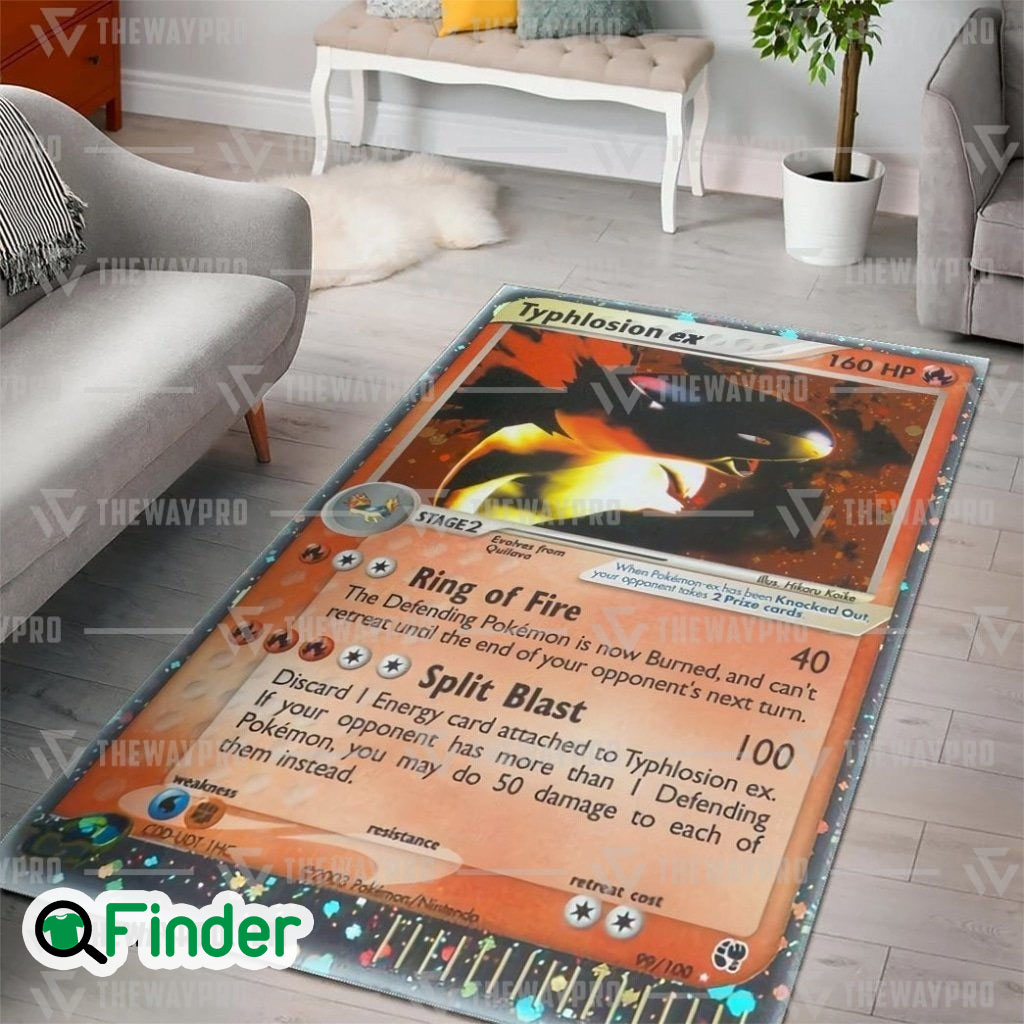 THEWAYPRO
Typhlosion ex
160 HP
STAGE2
Evolves from
Quilava
Illus. Hikaru Koike
When Pokémon-ex has been Knocked Out,
your opponent takes 2 Prize cards.
Ring of Fire
40
The Defending Pokémon is now Burned, and can't
retreat until the end of your opponent's next turn.
Split Blast
100
Discard 1 Energy card attached to Typhlosion ex.
If your opponent has more than 1 Defending
Pokémon, you may do 50 damage to each of
them instead.
weakness
resistance
retreat cost
©2003 Pokémon/Nintendo
99/100
Finder